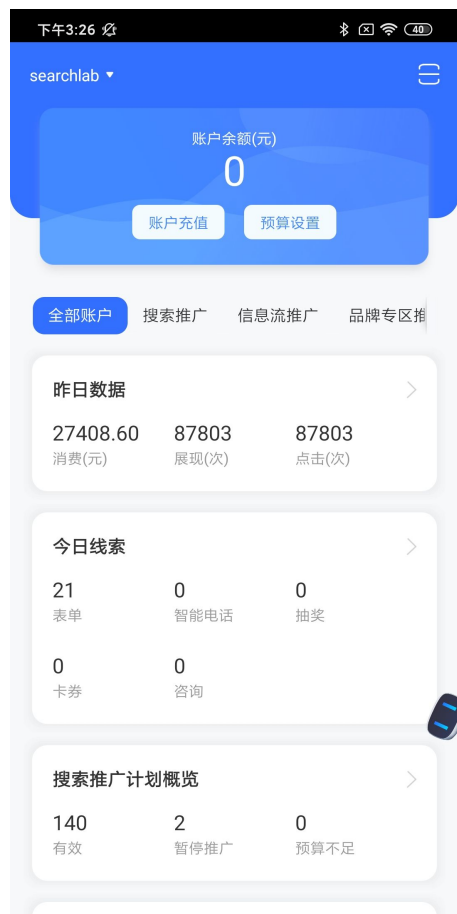 下午3:26
40
searchlab
账户余额(元)
0
账户充值 预算设置
全部账户 搜索推广 信息流推广 品牌专区推
昨日数据
27408.60 87803 87803
消费(元) 展现(次) 点击(次)
今日线索
21 0 0
表单 智能电话 抽奖
0 0
卡券 咨询
搜索推广计划概览
140 2 0
有效 暂停推广 预算不足